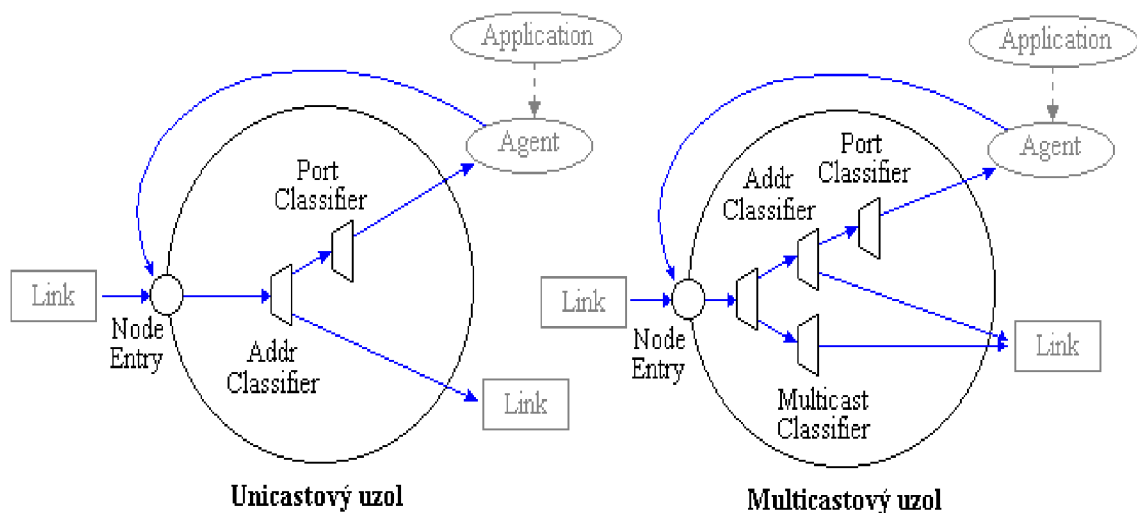 Application
Agent
Port
Classifier
Link
Node
Entry
Addr
Classifier
Link
Unicastový uzol
Application
Agent
Port
Classifier
Addr
Classifier
Link
Node
Entry
Link
Multicast
Classifier
Multicastový uzol